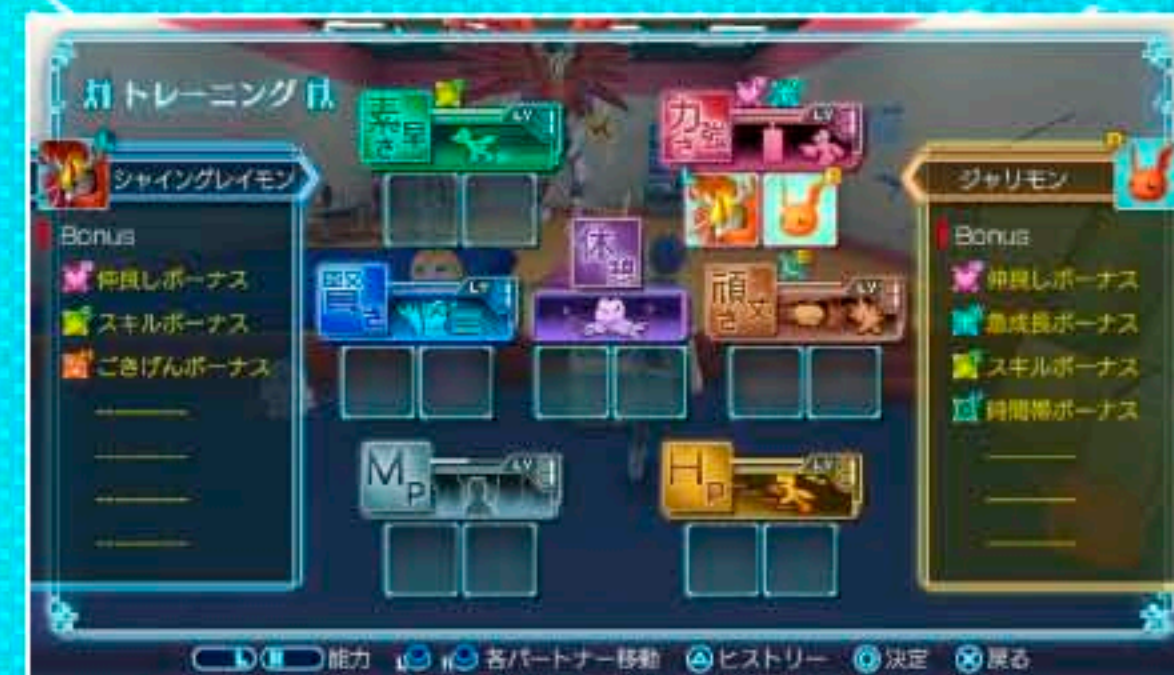 トレーニング
素早さ
LV
力強さ
LV
シャイングレイモン
ジャリモン
Bonus
仲良しボーナス
スキルボーナス
ごきげんボーナス
休憩
賢さ
LV
頑丈さ
LV
Bonus
仲良しボーナス
急成長ボーナス
スキルボーナス
時間帯ボーナス
MP
LV
HP
LV
L R 能力 L R 各パートナー移動 ヒストリー 決定 戻る